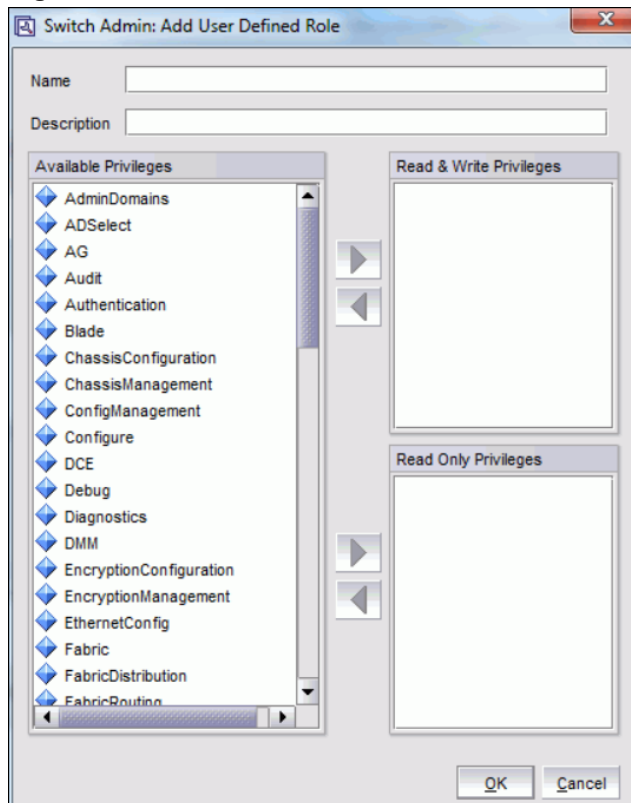 Switch Admin: Add User Defined Role
Name
Description
Available Privileges
AdminDomains
ADSelect
AG
Audit
Authentication
Blade
ChassisConfiguration
ChassisManagement
ConfigManagement
Configure
DCE
Debug
Diagnostics
DMM
EncryptionConfiguration
EncryptionManagement
EthernetConfig
Fabric
FabricDistribution
FabricRouting
Read & Write Privileges
Read Only Privileges
OK
Cancel